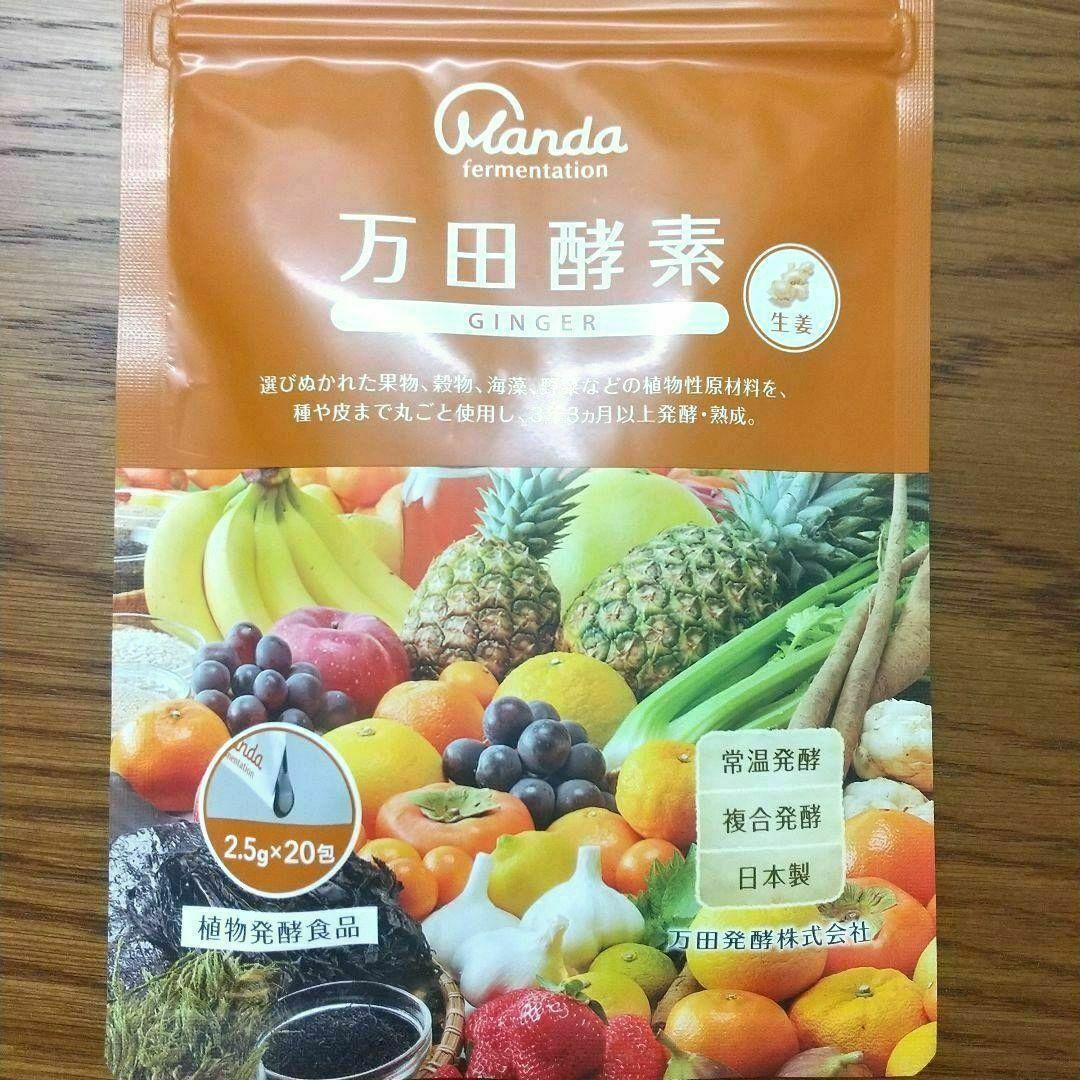 Manda
fermentation
万田酵素
GINGER
生姜
選びぬかれた果物、穀物、海藻、野菜などの植物性原材料を、
種や皮まで丸ごと使用し、3年3ヵ月以上発酵・熟成。
anda
mentation
2.5g×20包
常温発酵
複合発酵
日本製
植物発酵食品
万田発酵株式会社